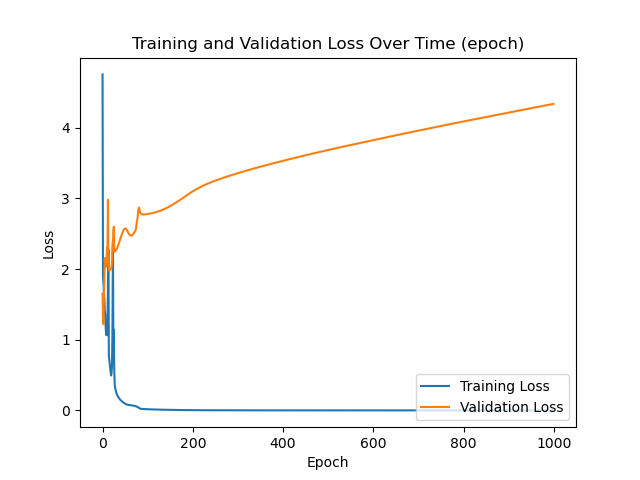 Training and Validation Loss Over Time (epoch)
Loss
4
3
2
1
0
0 200 400 600 800 1000
Epoch
Training Loss
Validation Loss